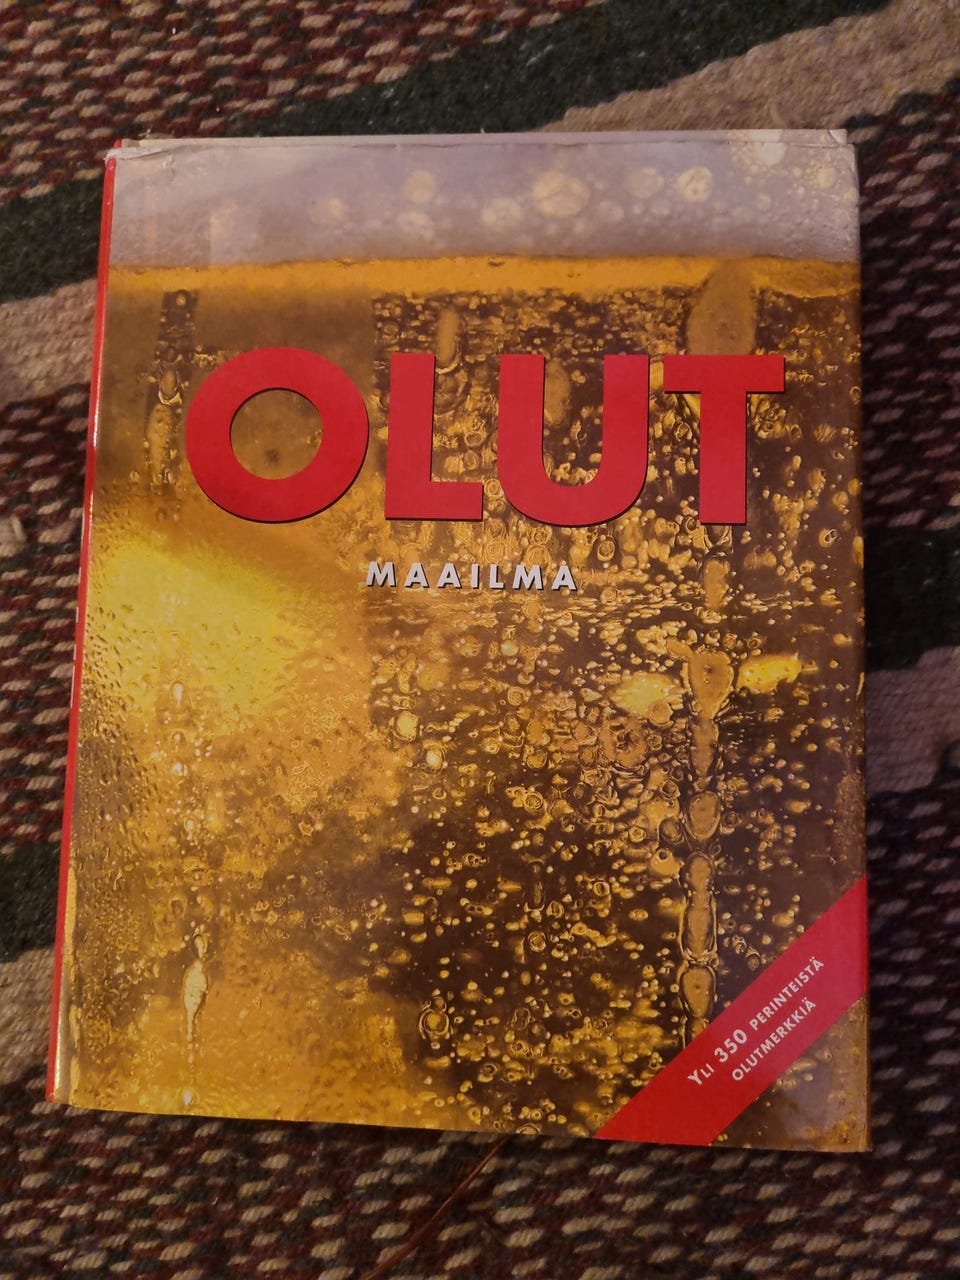 OLUT
MAAILMA
YLI 350 PERINTEISTÄ
OLUTMERKKIÄ